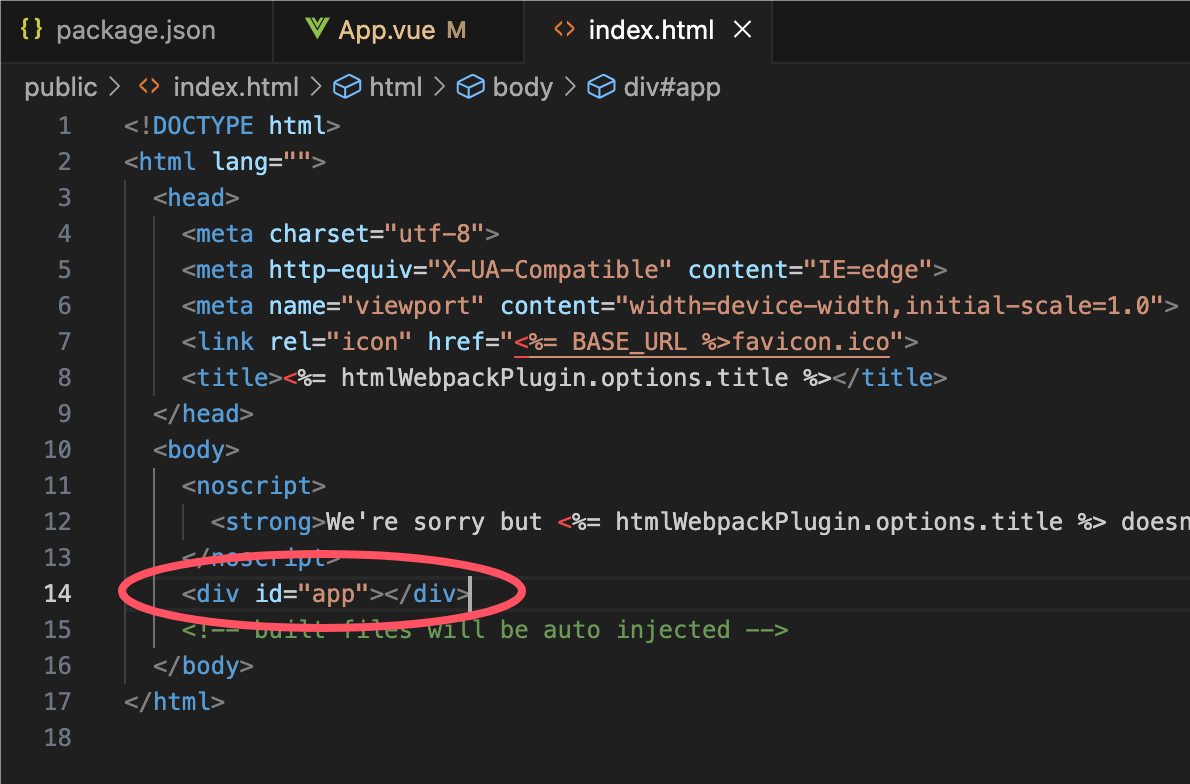 {} package.json App.vue M <> index.html ×
public > <> index.html > html > body > div#app
1 <!DOCTYPE html>
2 <html lang="">
3 <head>
4 <meta charset="utf-8">
5 <meta http-equiv="X-UA-Compatible" content="IE=edge">
6 <meta name="viewport" content="width=device-width,initial-scale=1.0">
7 <link rel="icon" href="<%= BASE_URL %>favicon.ico">
8 <title><%= htmlWebpackPlugin.options.title %></title>
9 </head>
10 <body>
11 <noscript>
12 <strong>We're sorry but <%= htmlWebpackPlugin.options.title %> doesn
13 </noscript>
14 <div id="app"></div>
15 <!-- built files will be auto injected -->
16 </body>
17 </html>
18